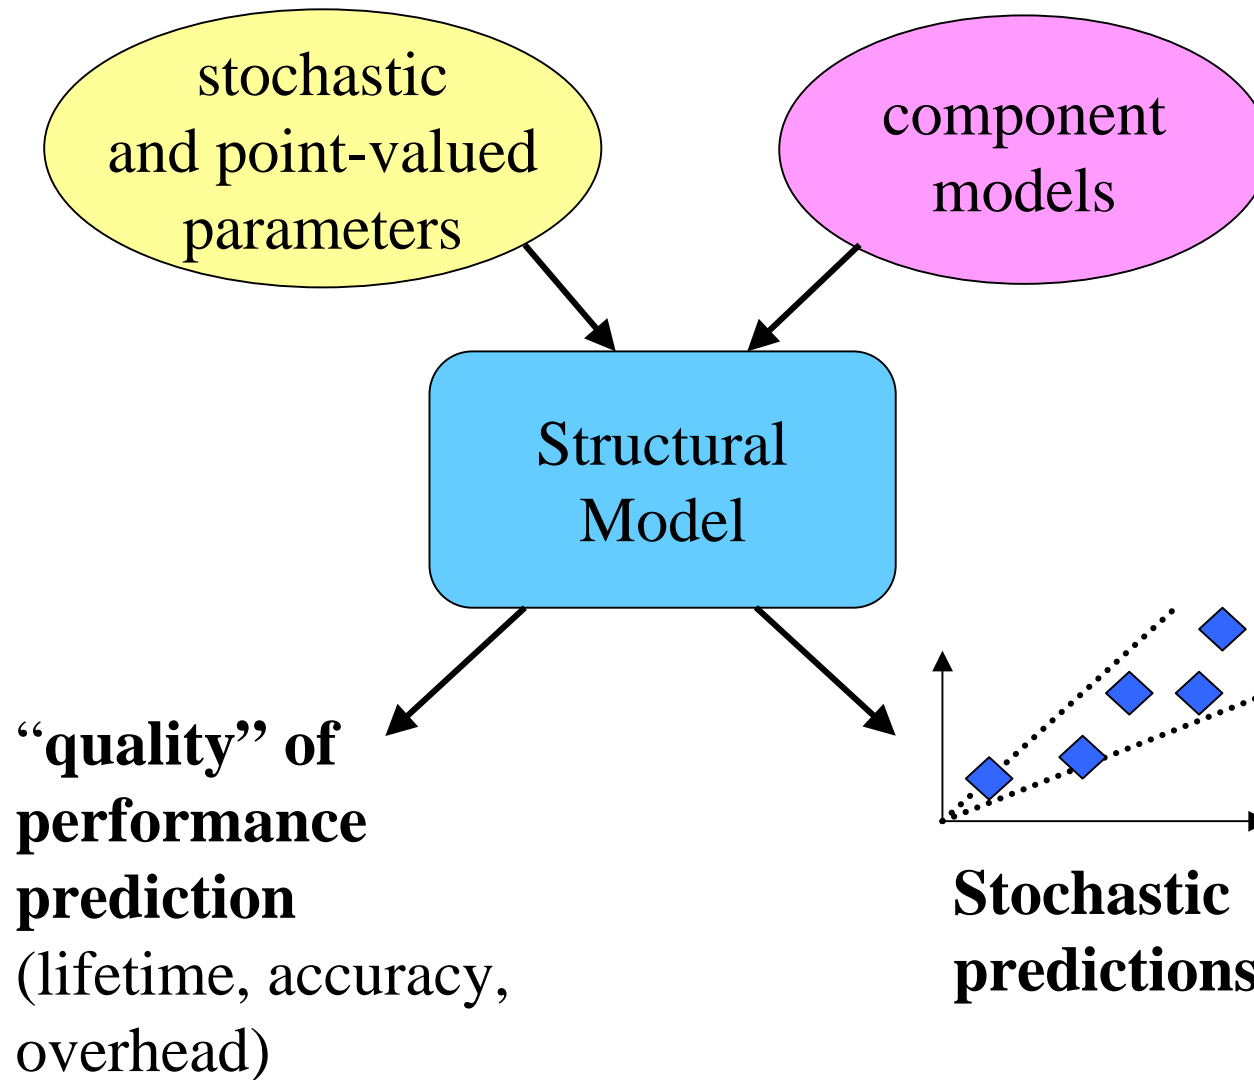 stochastic
and point-valued
parameters
component
models
Structural
Model
“quality” of
performance
prediction
(lifetime, accuracy,
overhead)
Stochastic
predictions